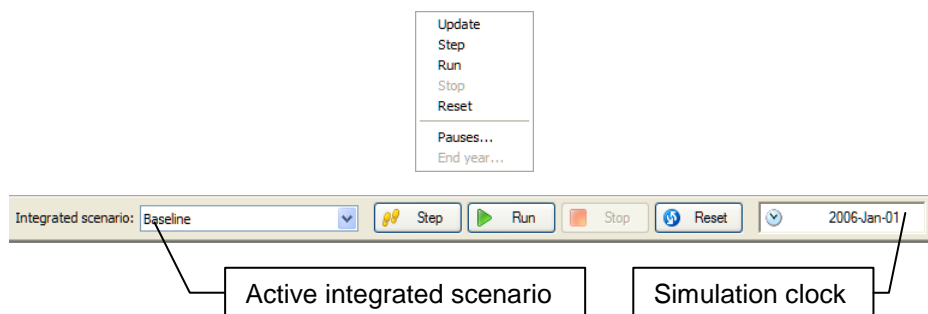 Update
Step
Run
Stop
Reset
Pauses...
End year...
Integrated scenario: Baseline Step Run Stop Reset 2006-Jan-01
Active integrated scenario Simulation clock